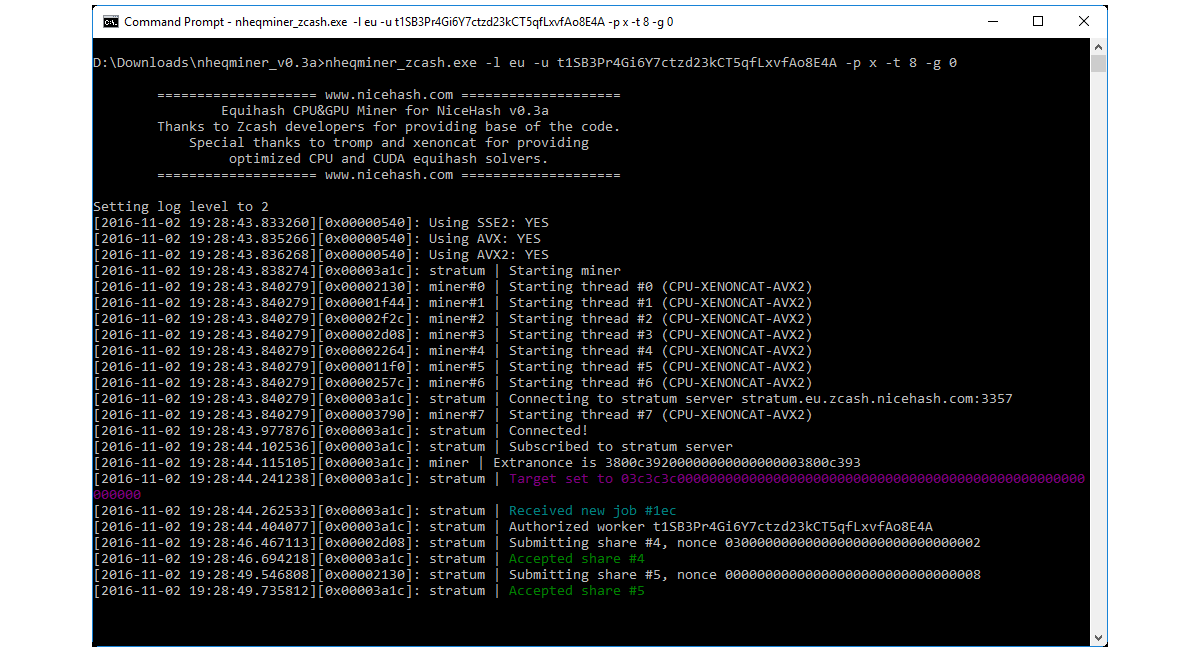 Command Prompt - nheqminer_zcash.exe -l eu -u t1SB3Pr4Gi6Y7ctzd23kCT5qfLxvfAo8E4A -p x -t 8 -g 0
D:\Downloads\nheqminer_v0.3a>nheqminer_zcash.exe -l eu -u t1SB3Pr4Gi6Y7ctzd23kCT5qfLxvfAo8E4A -p x -t 8 -g 0
==================== www.nicehash.com ====================
Equihash CPU&GPU Miner for NiceHash v0.3a
Thanks to Zcash developers for providing base of the code.
Special thanks to tromp and xenoncat for providing
optimized CPU and CUDA equihash solvers.
==================== www.nicehash.com ====================
Setting log level to 2
[2016-11-02 19:28:43.833260][0x00000540]: Using SSE2: YES
[2016-11-02 19:28:43.835266][0x00000540]: Using AVX: YES
[2016-11-02 19:28:43.836268][0x00000540]: Using AVX2: YES
[2016-11-02 19:28:43.838274][0x00003a1c]: stratum | Starting miner
[2016-11-02 19:28:43.840279][0x00002130]: miner#0 | Starting thread #0 (CPU-XENONCAT-AVX2)
[2016-11-02 19:28:43.840279][0x00001f44]: miner#1 | Starting thread #1 (CPU-XENONCAT-AVX2)
[2016-11-02 19:28:43.840279][0x00002f2c]: miner#2 | Starting thread #2 (CPU-XENONCAT-AVX2)
[2016-11-02 19:28:43.840279][0x00002d08]: miner#3 | Starting thread #3 (CPU-XENONCAT-AVX2)
[2016-11-02 19:28:43.840279][0x00002264]: miner#4 | Starting thread #4 (CPU-XENONCAT-AVX2)
[2016-11-02 19:28:43.840279][0x000011f0]: miner#5 | Starting thread #5 (CPU-XENONCAT-AVX2)
[2016-11-02 19:28:43.840279][0x0000257c]: miner#6 | Starting thread #6 (CPU-XENONCAT-AVX2)
[2016-11-02 19:28:43.840279][0x00003a1c]: stratum | Connecting to stratum server stratum.eu.zcash.nicehash.com:3357
[2016-11-02 19:28:43.840279][0x00003790]: miner#7 | Starting thread #7 (CPU-XENONCAT-AVX2)
[2016-11-02 19:28:43.977876][0x00003a1c]: stratum | Connected!
[2016-11-02 19:28:44.102536][0x00003a1c]: stratum | Subscribed to stratum server
[2016-11-02 19:28:44.115105][0x00003a1c]: miner | Extranonce is 3800c39200000000000000003800c393
[2016-11-02 19:28:44.241238][0x00003a1c]: stratum | Target set to 03c3c3c000000000000000000000000000000000000000000000000000
000000
[2016-11-02 19:28:44.262533][0x00003a1c]: stratum | Received new job #1ec
[2016-11-02 19:28:44.404077][0x00003a1c]: stratum | Authorized worker t1SB3Pr4Gi6Y7ctzd23kCT5qfLxvfAo8E4A
[2016-11-02 19:28:46.467113][0x00002d08]: stratum | Submitting share #4, nonce 03000000000000000000000000000002
[2016-11-02 19:28:46.694218][0x00003a1c]: stratum | Accepted share #4
[2016-11-02 19:28:49.546808][0x00002130]: stratum | Submitting share #5, nonce 00000000000000000000000000000008
[2016-11-02 19:28:49.735812][0x00003a1c]: stratum | Accepted share #5